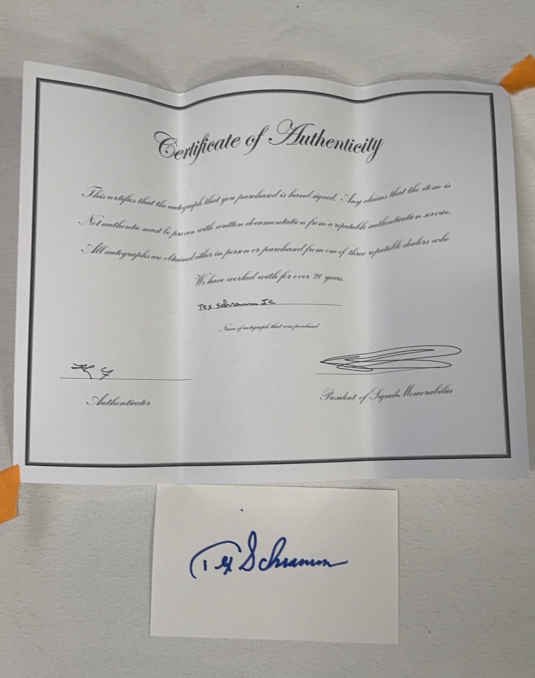 Certificate of Authenticity
This certifies that the autograph that you purchased is hand signed. Any claims that the item is
Not authentic must be proven with written documentation from a reputable authentication service.
All autographs are obtained either in person or purchased from one of three reputable dealers who
We have worked with for over 20 years.
Tex Schramm IC
Name of autograph that was purchased
Authenticator
President of Signed Memorabilia
Tex Schramm